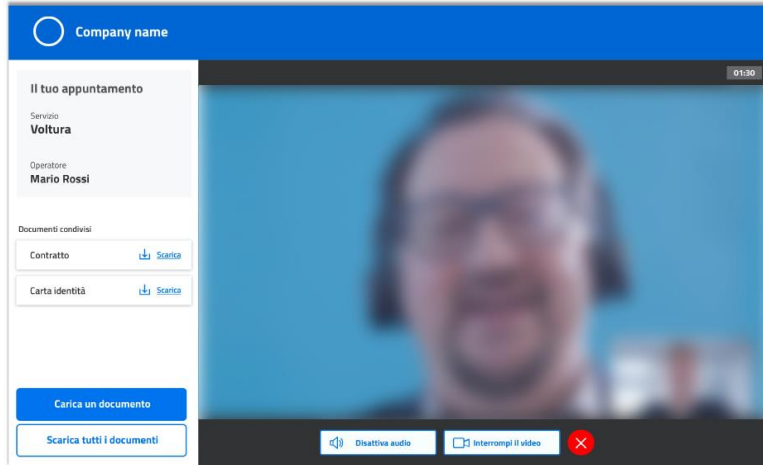 Company name
Il tuo appuntamento
Servizio
Voltura
Operatore
Mario Rossi
Documenti condivisi
Contratto
Scarica
Carta identità
Scarica
Carica un documento
Scarica tutti i documenti
01:30
Disattiva audio
Interrompi il video